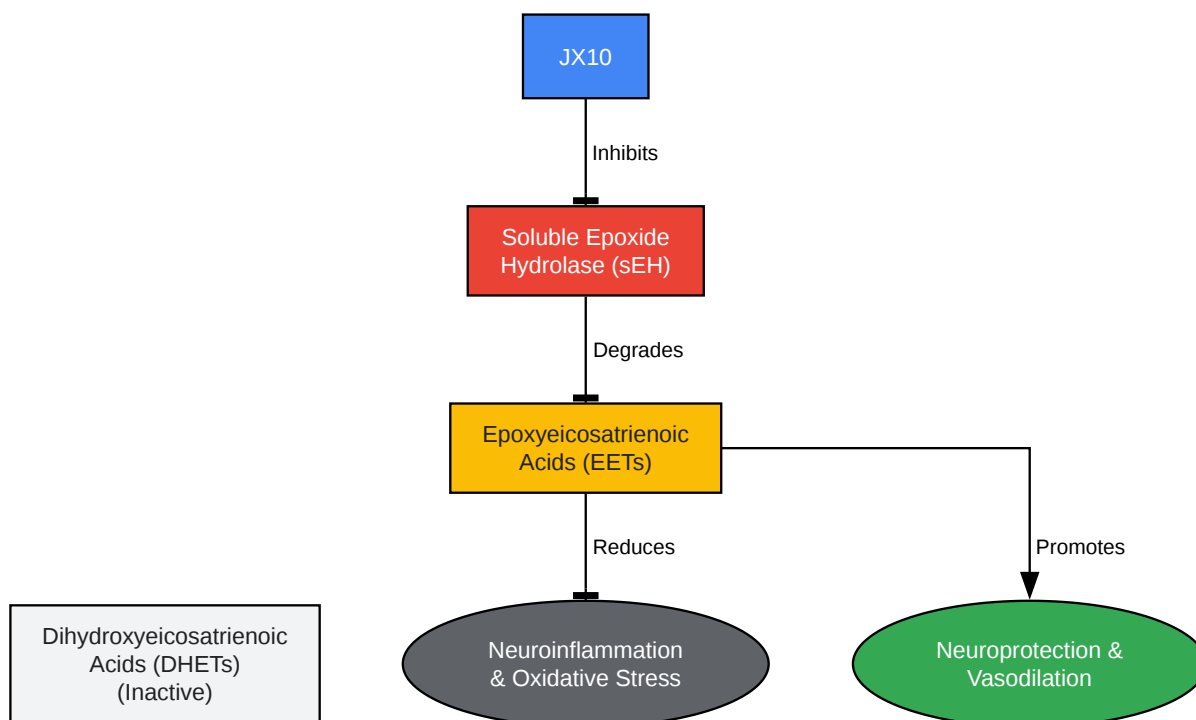 JX10
Inhibits
Soluble Epoxide
Hydrolase (sEH)
Degrades
Epoxyeicosatrienoic
Acids (EETs)
Reduces
Promotes
Dihydroxyeicosatrienoic
Acids (DHETs)
(Inactive)
Neuroinflammation
& Oxidative Stress
Neuroprotection &
Vasodilation